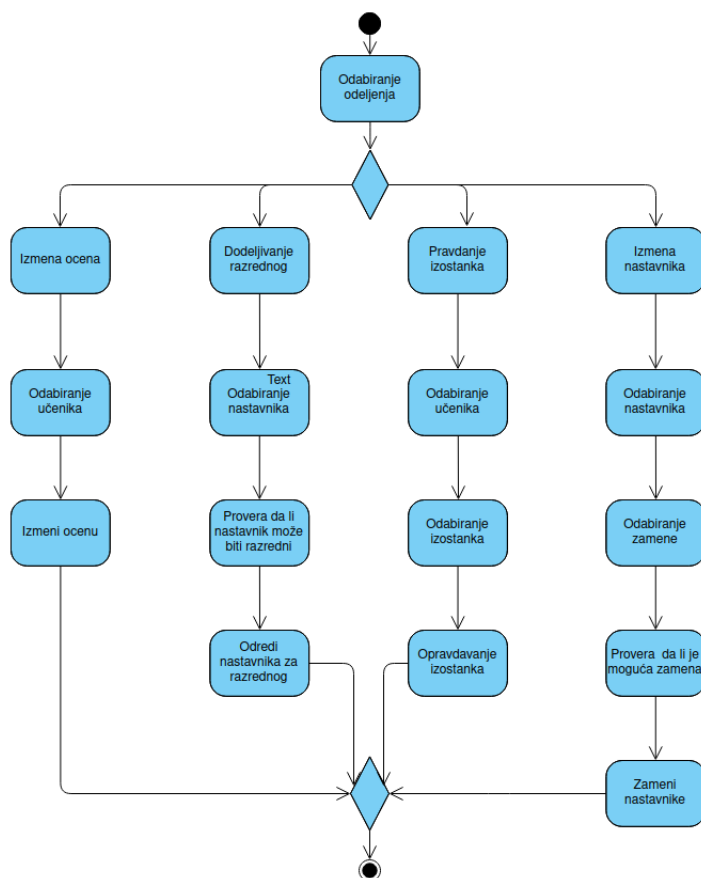 Odabiranje
odeljenja
Izmena ocena
Dodeljivanje
razrednog
Pravdanje
izostanka
Izmena
nastavnika
Odabiranje
učenika
Text
Odabiranje
nastavnika
Odabiranje
učenika
Odabiranje
nastavnika
Izmeni ocenu
Provera da li
nastavnik može
biti razredni
Odabiranje
izostanka
Odabiranje
zamene
Odredi
nastavnika za
razrednog
Opravdavanje
izostanka
Provera da li je
moguća zamena
Zameni
nastavnike